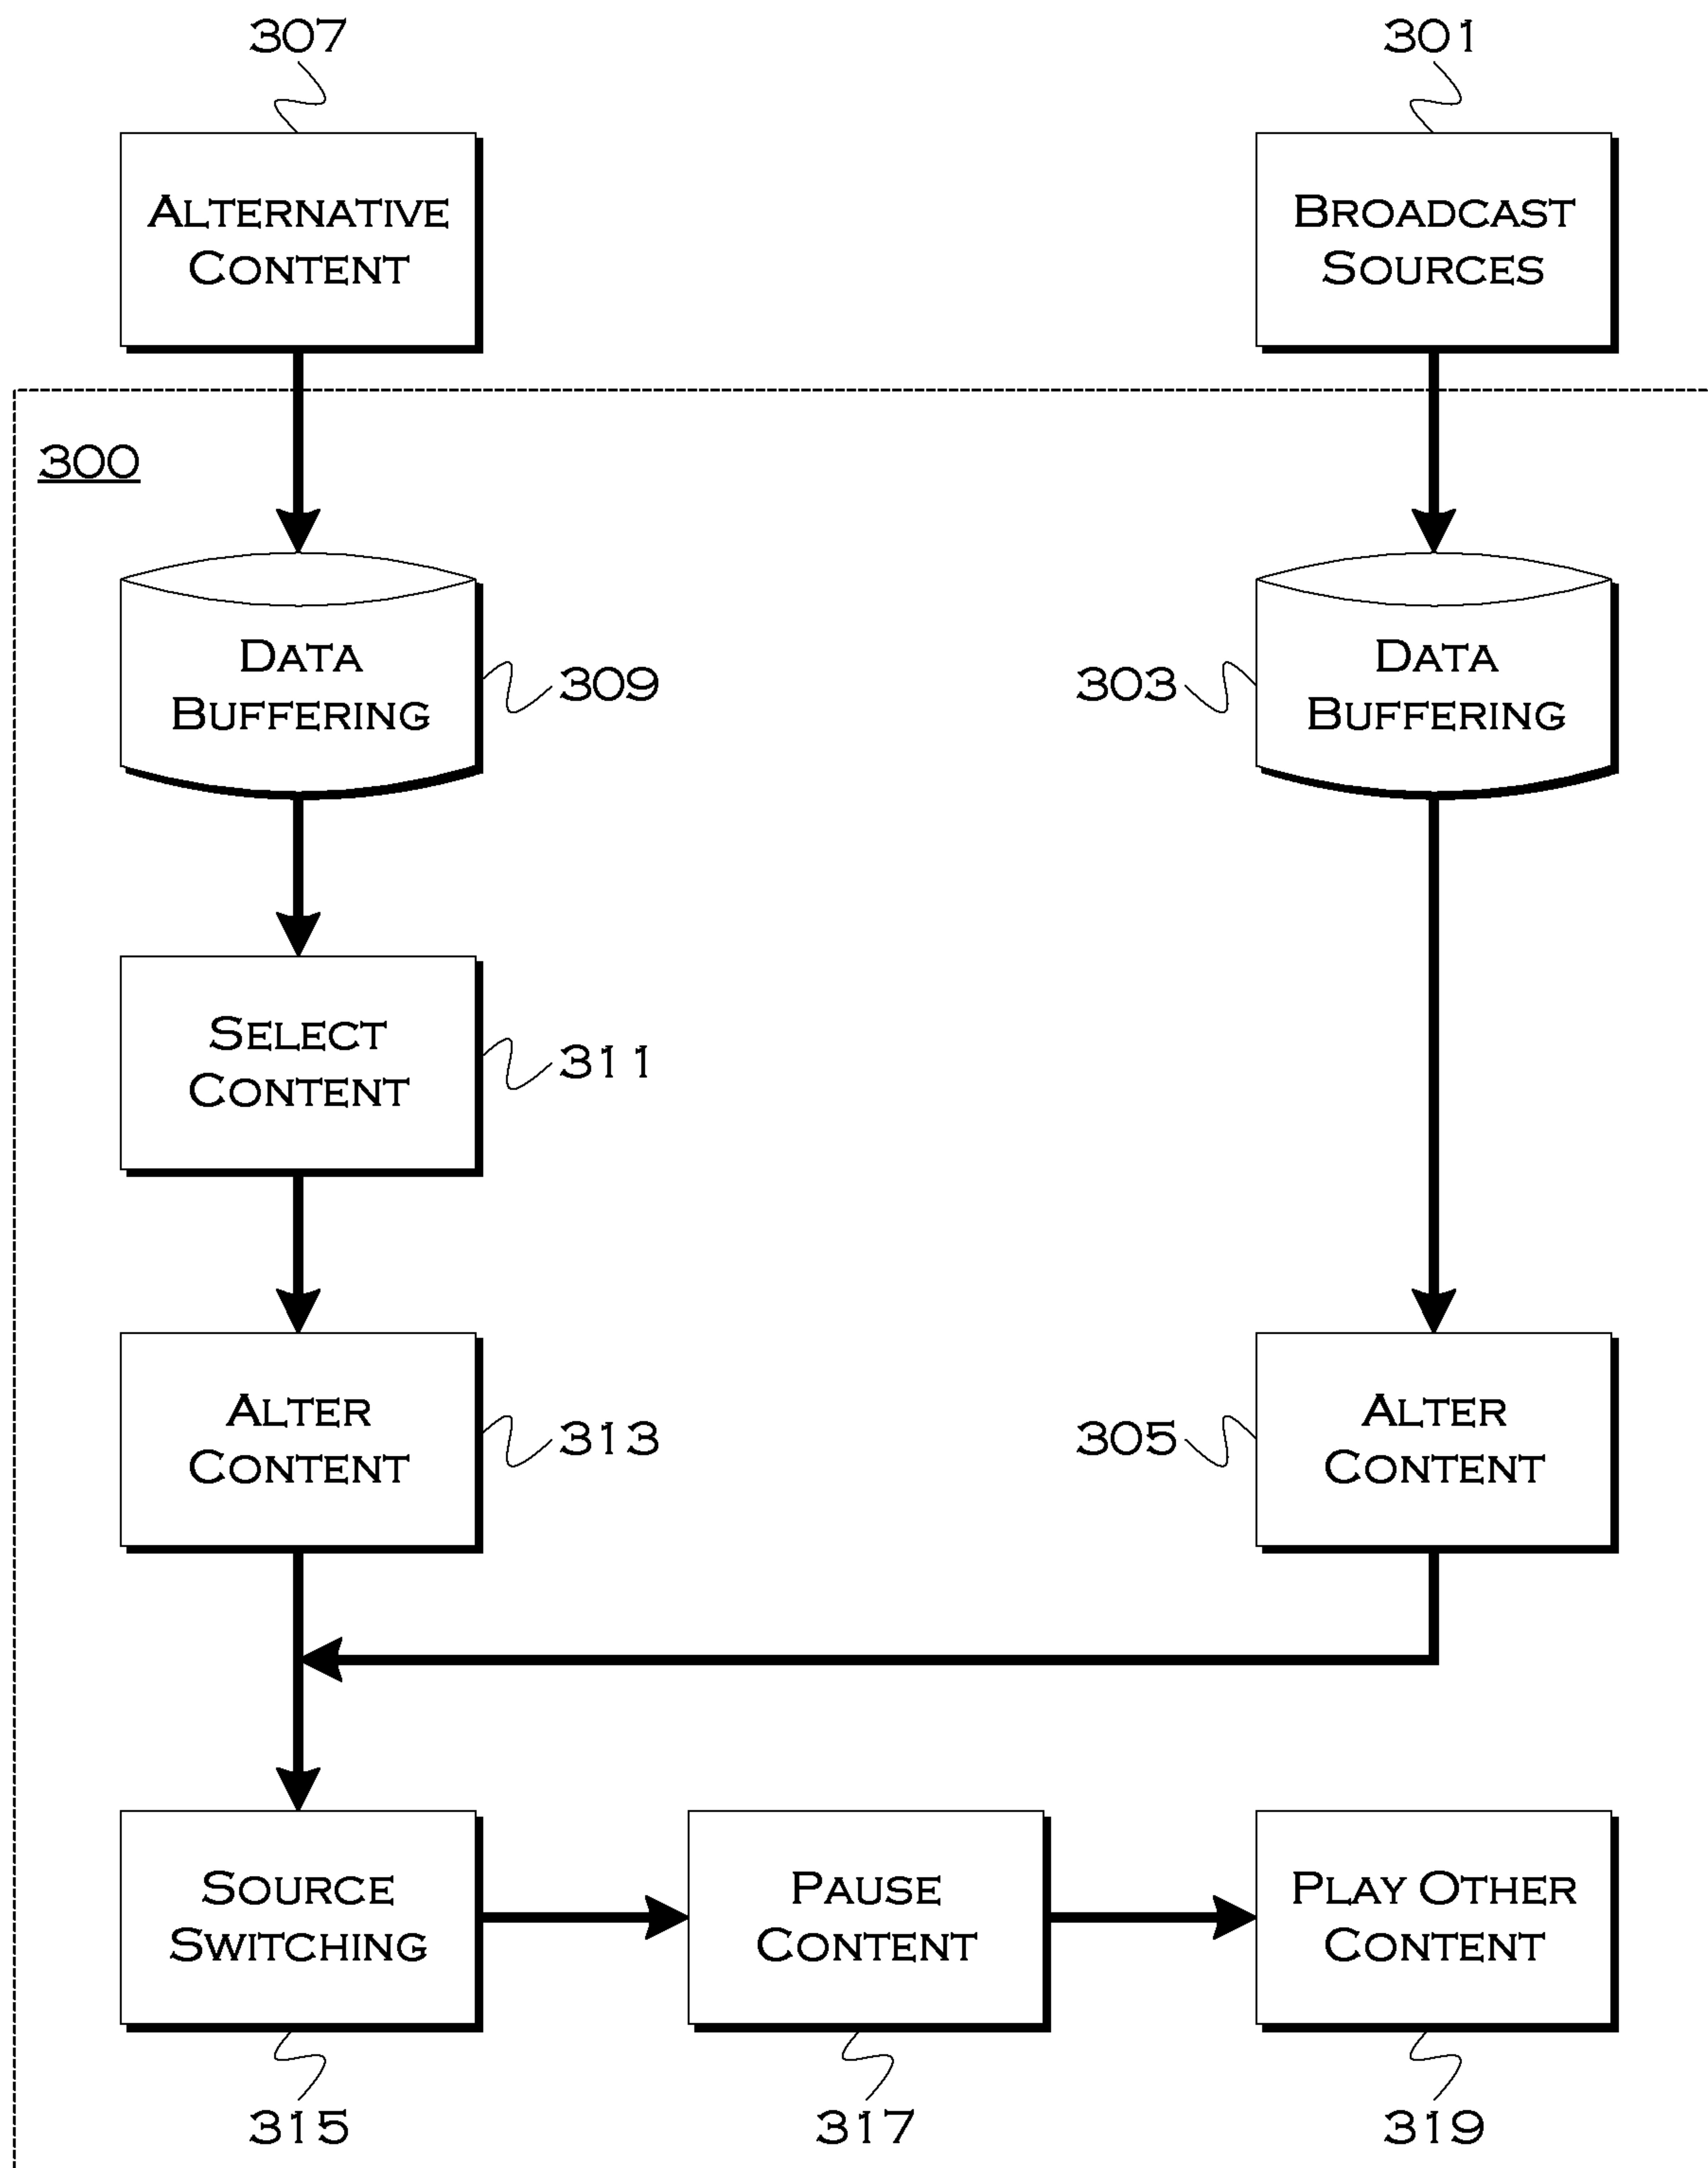 307
301
ALTERNATIVE
CONTENT
BROADCAST
SOURCES
300
DATA
BUFFERING
309
303
DATA
BUFFERING
SELECT
CONTENT
311
ALTER
CONTENT
313
305
ALTER
CONTENT
SOURCE
SWITCHING
PAUSE
CONTENT
PLAY OTHER
CONTENT
315
317
319